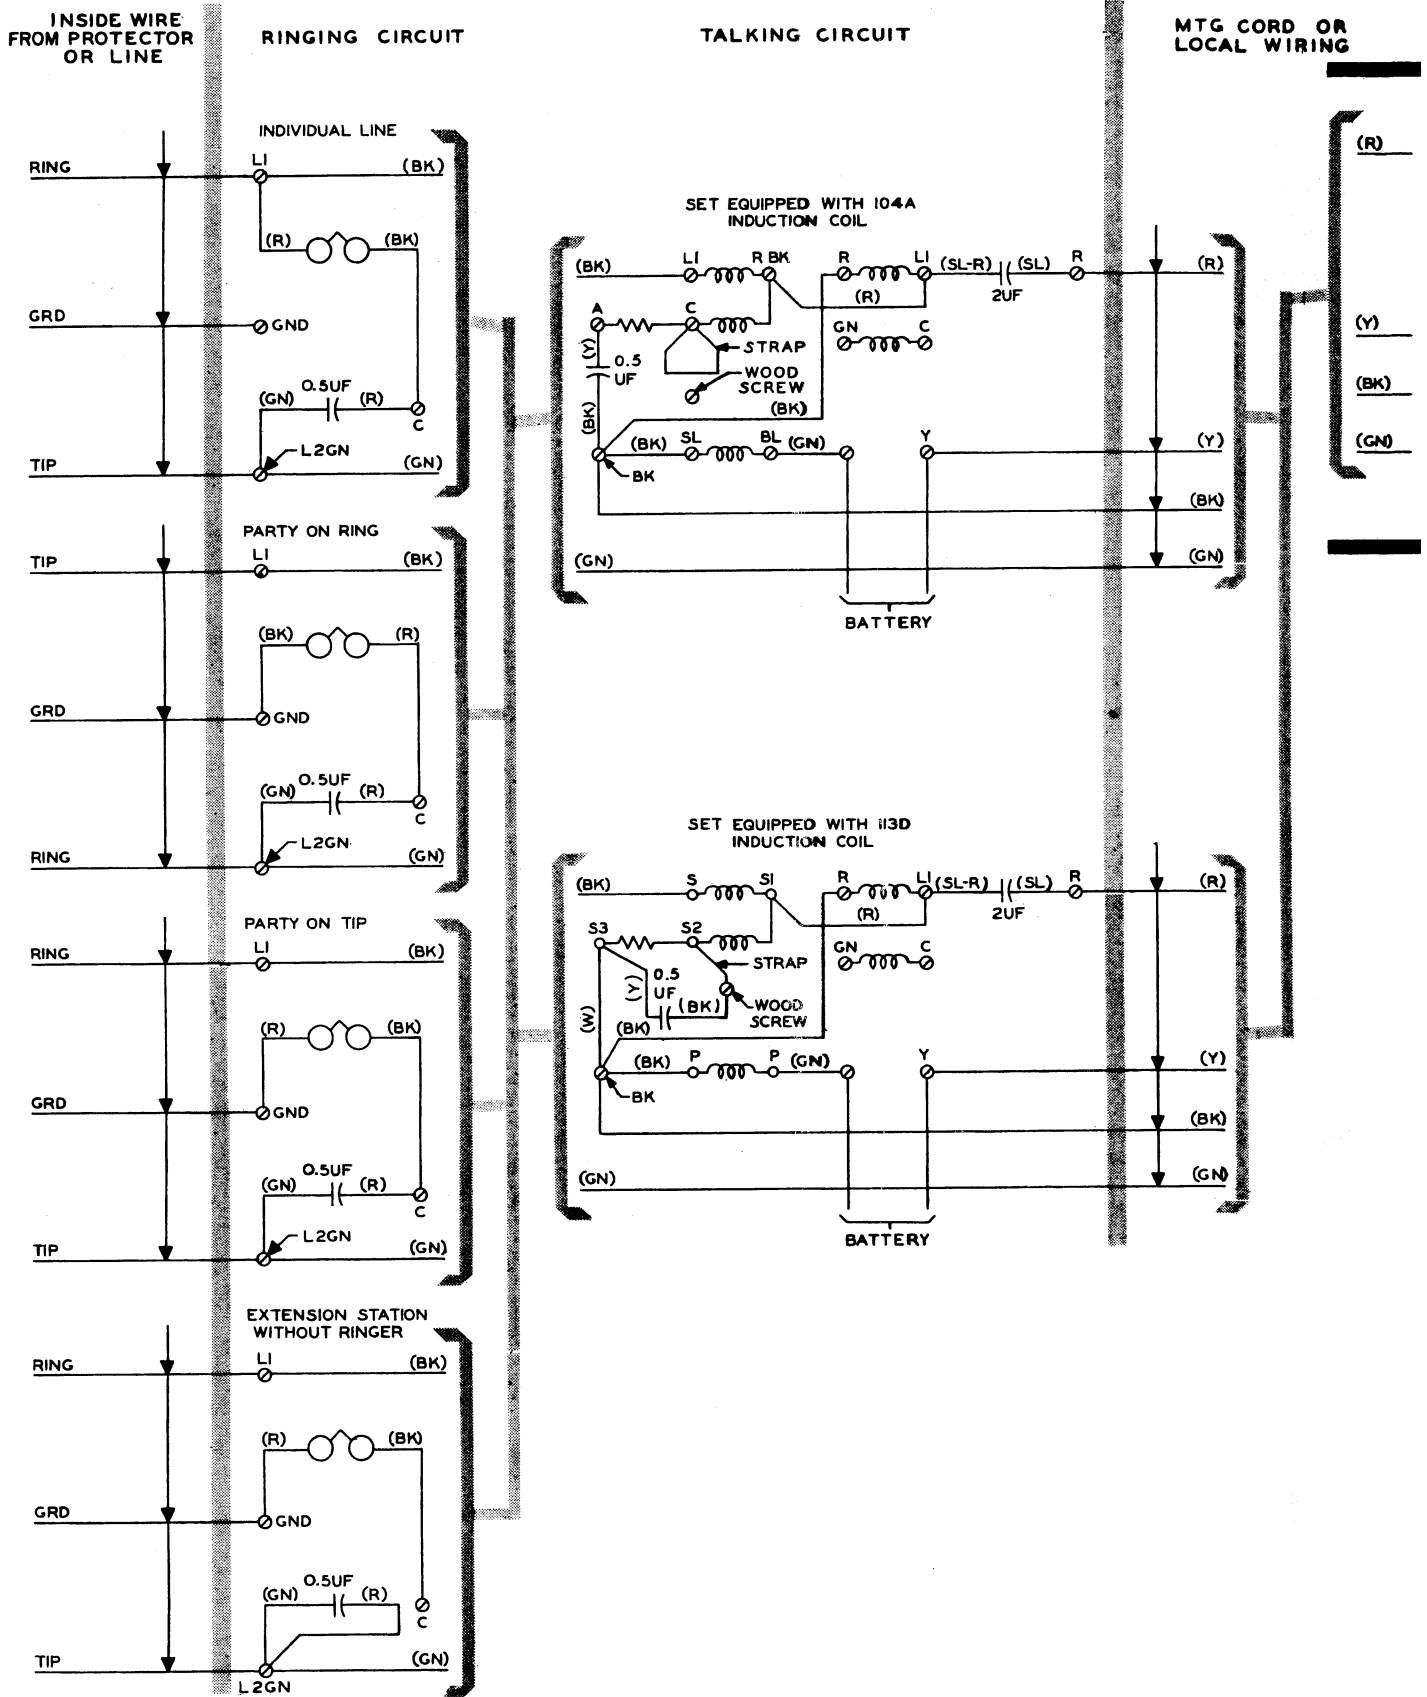 INSIDE WIRE
FROM PROTECTOR
OR LINE
RINGING CIRCUIT
TALKING CIRCUIT
MTG CORD OR
LOCAL WIRING
INDIVIDUAL LINE
RING
L1
(BK)
(R)
(BK)
GRD
GND
0.5UF
(GN)
(R)
C
L2GN
TIP
(GN)
PARTY ON RING
TIP
L1
(BK)
(BK)
(R)
GRD
GND
0.5UF
(GN)
(R)
C
L2GN
RING
(GN)
PARTY ON TIP
RING
L1
(BK)
(R)
(BK)
GRD
GND
0.5UF
(GN)
(R)
C
L2GN
TIP
(GN)
EXTENSION STATION
WITHOUT RINGER
RING
L1
(BK)
(R)
(BK)
GRD
GND
0.5UF
(GN)
(R)
C
TIP
(GN)
L2GN
SET EQUIPPED WITH 104A
INDUCTION COIL
(BK)
L1
R BK
R
L1
(SL-R)
(SL)
R
(R)
2UF
(R)
A
C
GN
C
(Y)
0.5
UF
STRAP
WOOD
SCREW
(BK)
(BK)
(BK)
SL
BL
(GN)
Y
(Y)
BK
(BK)
(GN)
(GN)
BATTERY
SET EQUIPPED WITH 113D
INDUCTION COIL
(BK)
S
S1
R
L1
(SL-R)
(SL)
R
(R)
2UF
(R)
S3
S2
GN
C
STRAP
0.5
UF
(Y)
(BK)
WOOD
SCREW
(W)
(BK)
(BK)
P
P
(GN)
Y
(Y)
BK
(BK)
(GN)
(GN)
BATTERY
(R)
(Y)
(BK)
(GN)